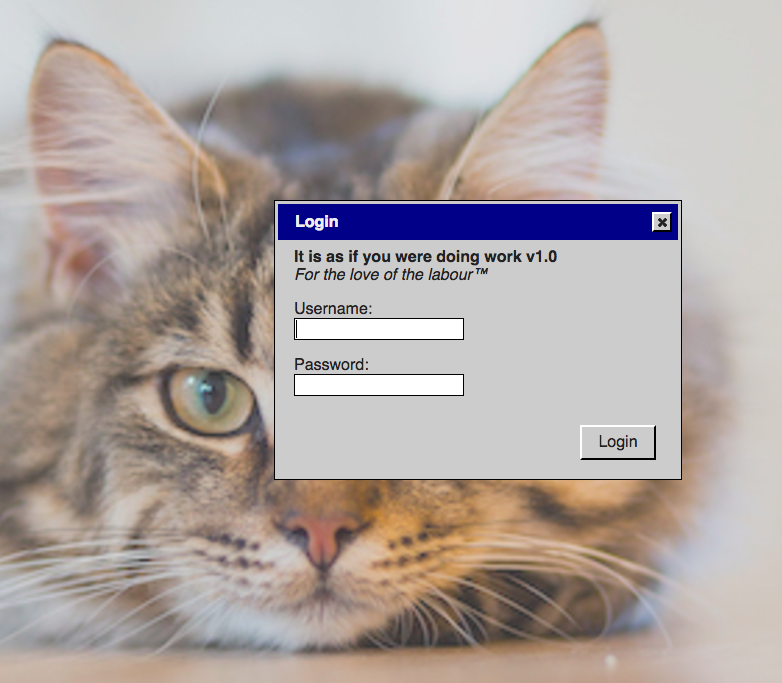 Login
It is as if you were doing work v1.0
For the love of the labour™
Username:
Password:
Login